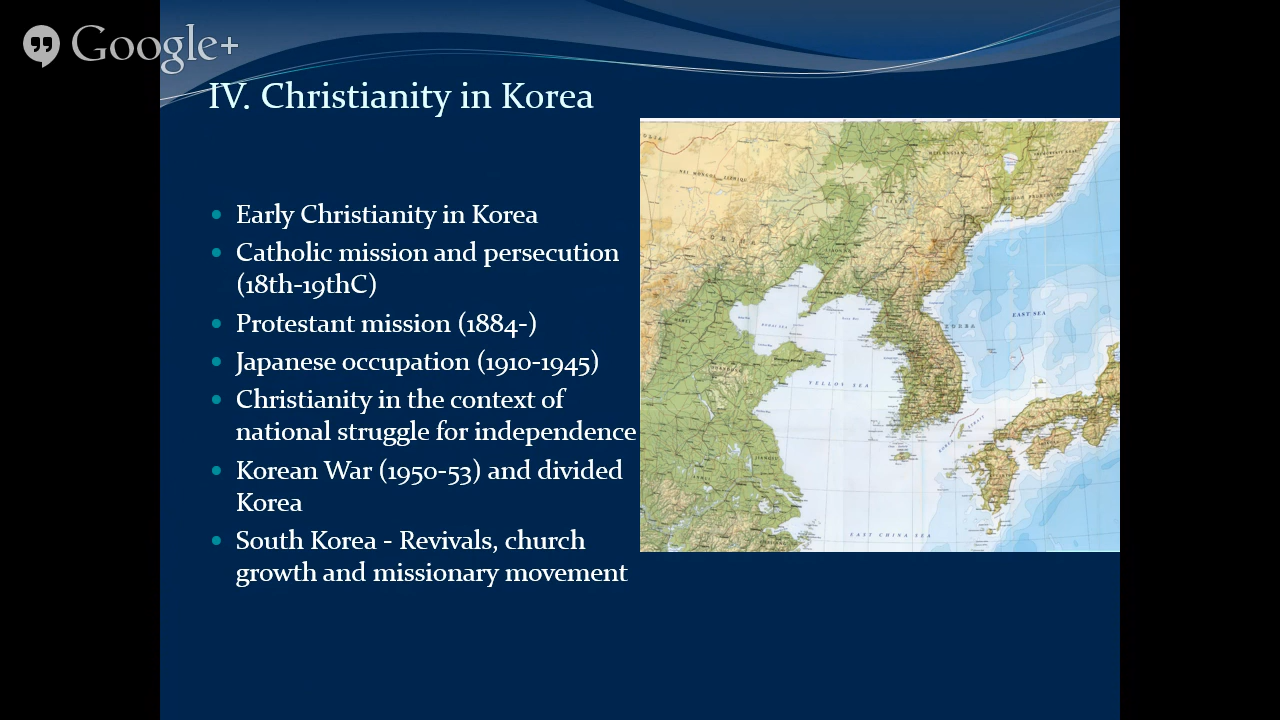 Google+
IV. Christianity in Korea
Early Christianity in Korea
Catholic mission and persecution
(18th-19thC)
Protestant mission (1884-)
Japanese occupation (1910-1945)
Christianity in the context of
national struggle for independence
Korean War (1950-53) and divided
Korea
South Korea - Revivals, church
growth and missionary movement
CHINA
KOREA
EAST SEA
YELLOW SEA
EAST CHINA SEA